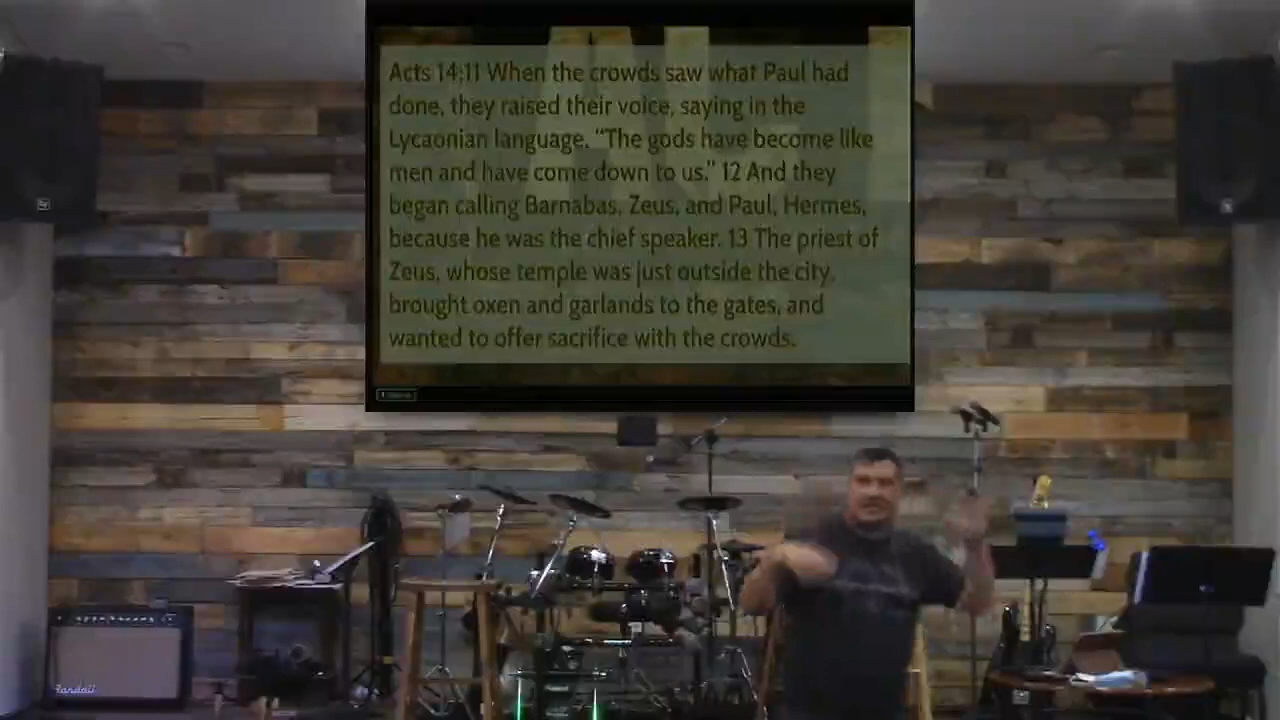 Acts 14:11 When the crowds saw what Paul had
done, they raised their voice, saying in the
Lycaonian language, "The gods have become like
men and have come down to us." 12 And they
began calling Barnabas, Zeus, and Paul, Hermes,
because he was the chief speaker. 13 The priest of
Zeus, whose temple was just outside the city,
brought oxen and garlands to the gates, and
wanted to offer sacrifice with the crowds.
Randall